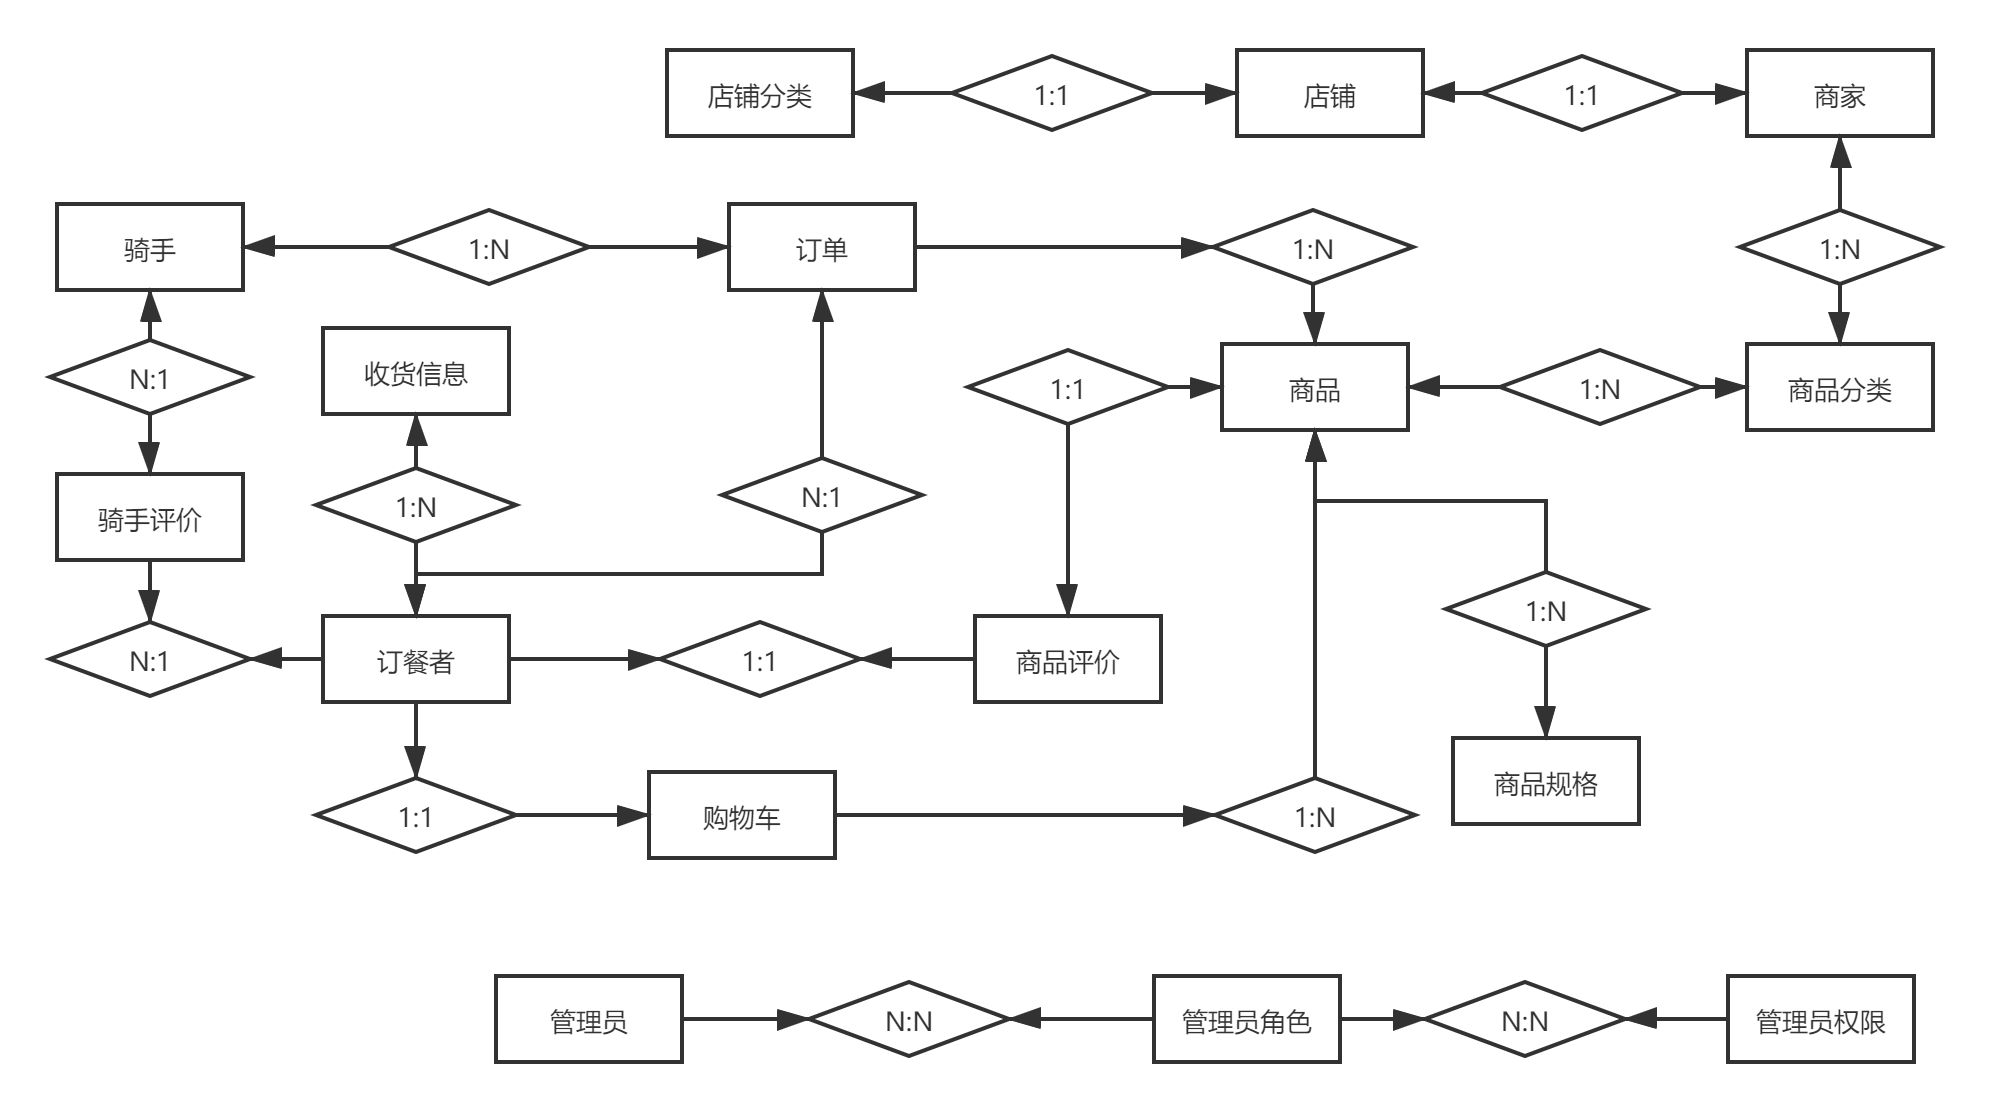 店铺分类
1:1
店铺
1:1
商家
骑手
1:N
订单
1:N
1:N
N:1
收货信息
1:1
商品
1:N
商品分类
骑手评价
1:N
N:1
1:N
N:1
订餐者
1:1
商品评价
商品规格
1:1
购物车
1:N
管理员
N:N
管理员角色
N:N
管理员权限